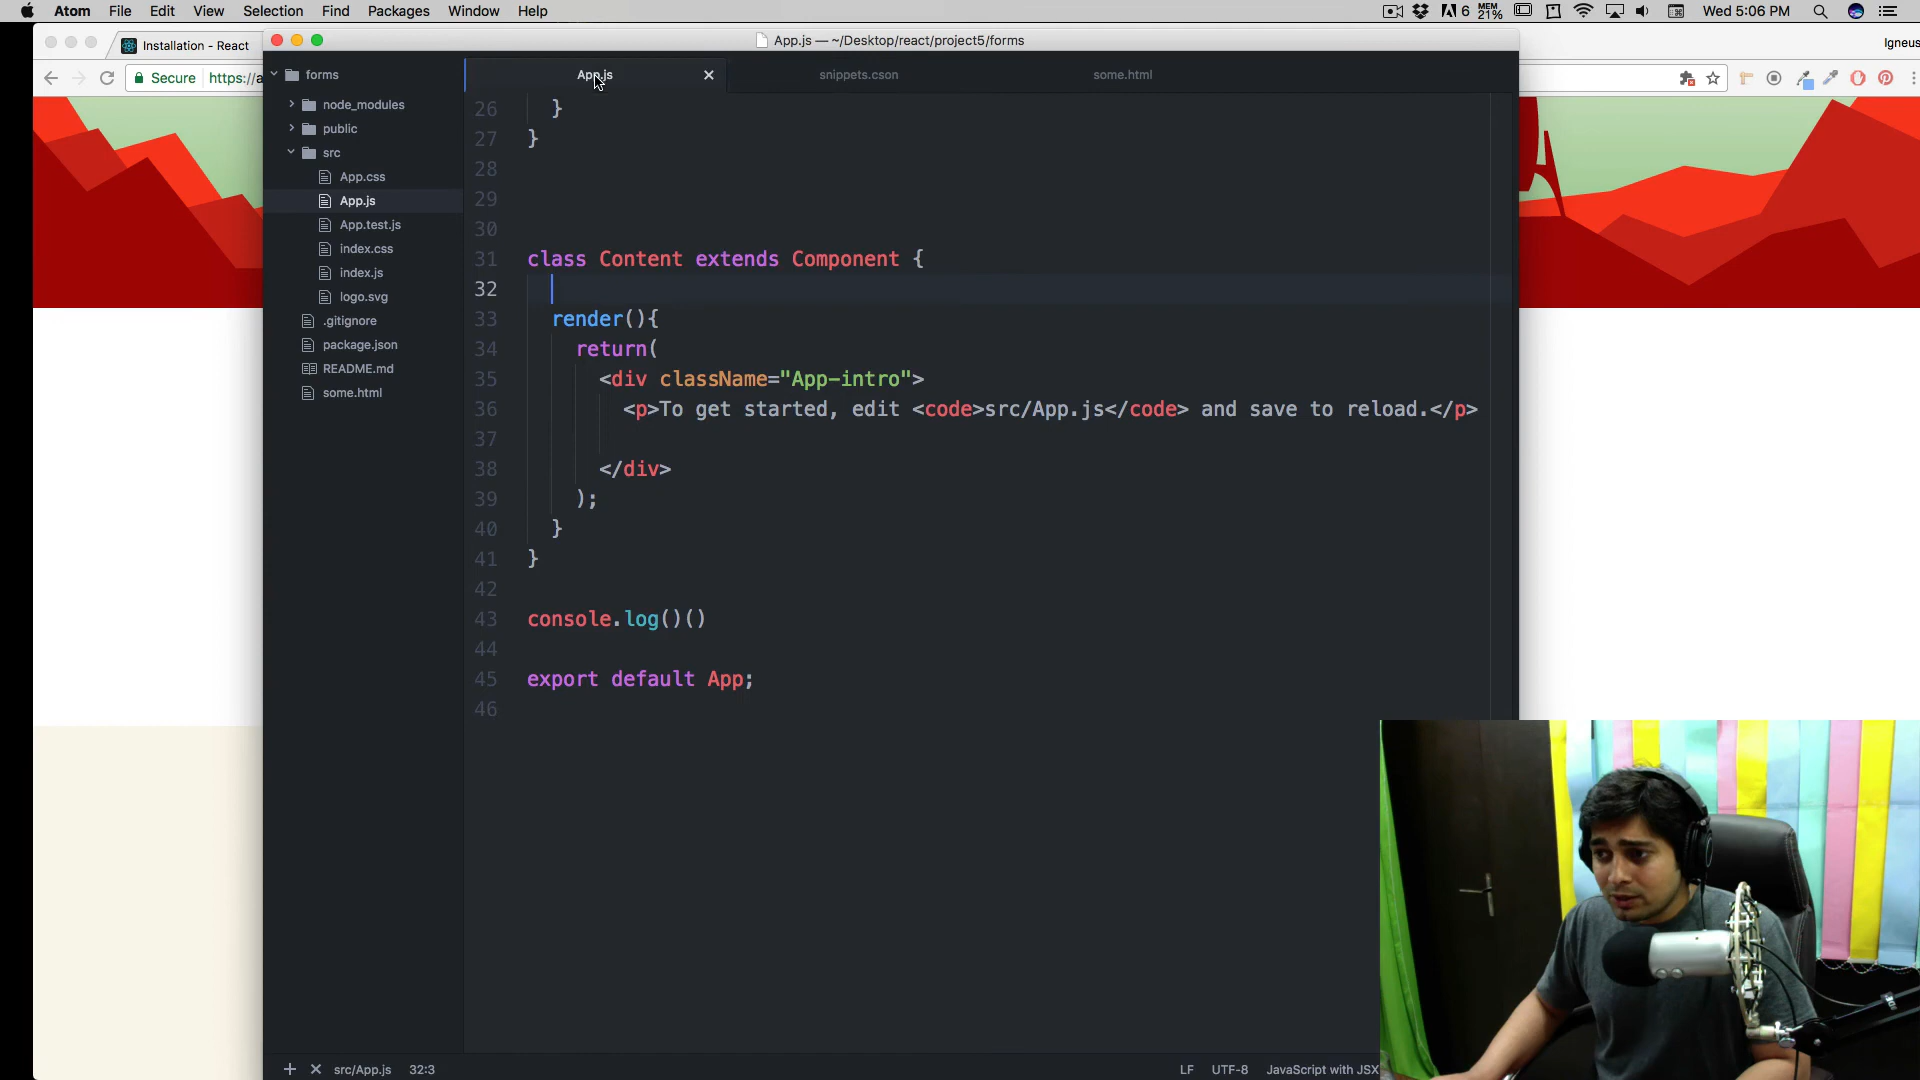 Atom File Edit View Selection Find Packages Window Help
6 MEM 21% Wed 5:06 PM
Installation - React
App.js — ~/Desktop/react/project5/forms
Igneus
Secure https://a
forms
node_modules
public
src
App.css
App.js
App.test.js
index.css
index.js
logo.svg
.gitignore
package.json
README.md
some.html
App.js snippets.cson some.html
26 }
27 }
28
29
30
31 class Content extends Component {
32
33 render(){
34 return(
35 <div className="App-intro">
36 <p>To get started, edit <code>src/App.js</code> and save to reload.</p>
37
38 </div>
39 );
40 }
41 }
42
43 console.log()()
44
45 export default App;
46
src/App.js 32:3 LF UTF-8 JavaScript with JSX